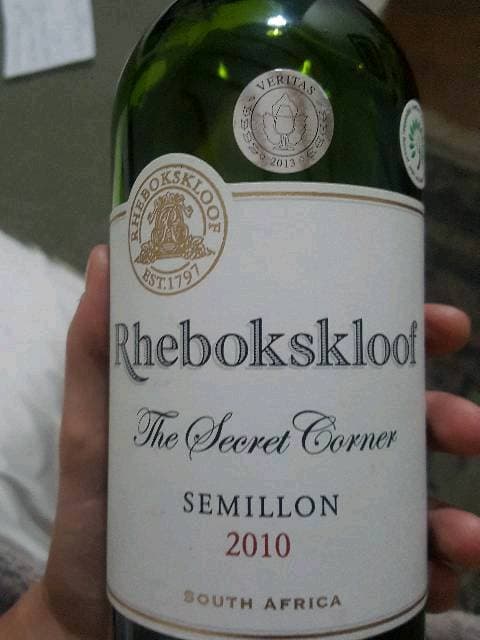 VERITAS
2013
RHEBOKSKLOOF
EST.1797
Rhebokskloof
The Secret Corner
SEMILLON
2010
SOUTH AFRICA